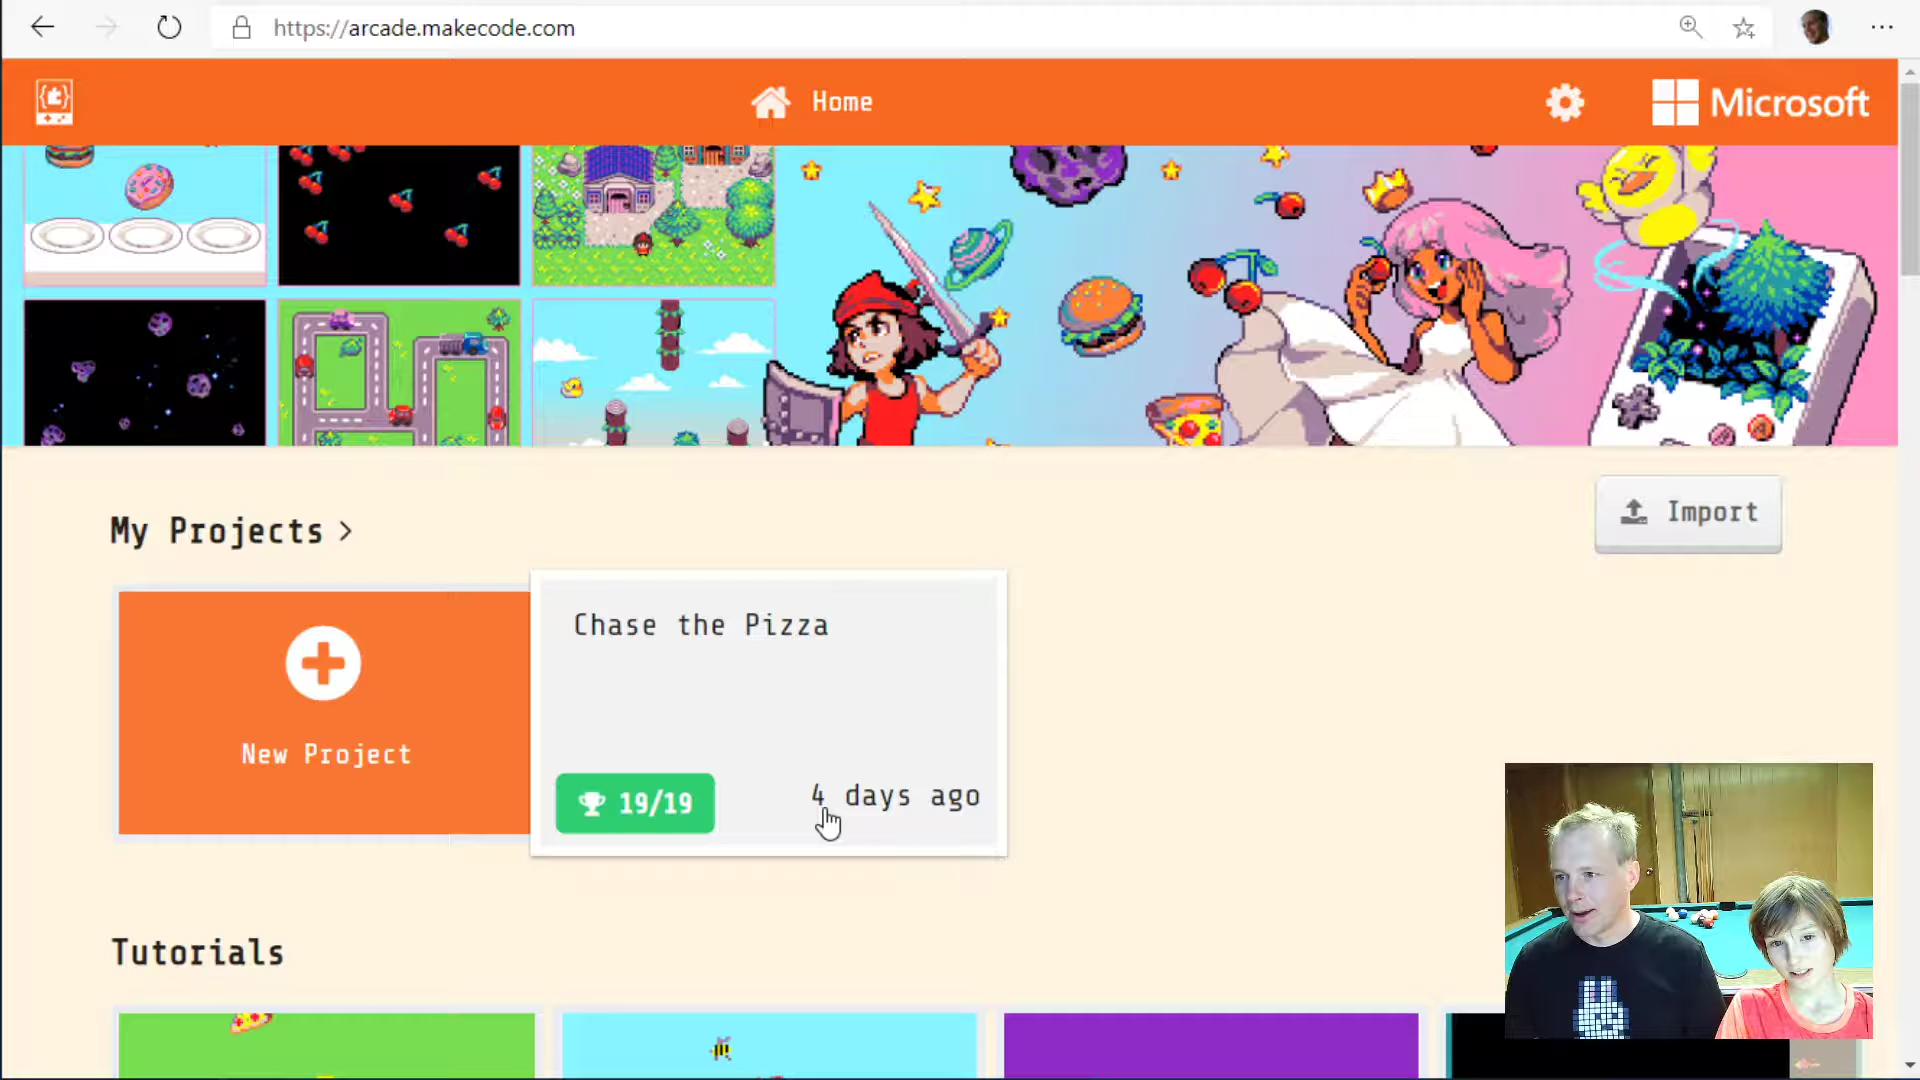 https://arcade.makecode.com
Home
Microsoft
My Projects >
Import
New Project
Chase the Pizza
19/19
4 days ago
Tutorials